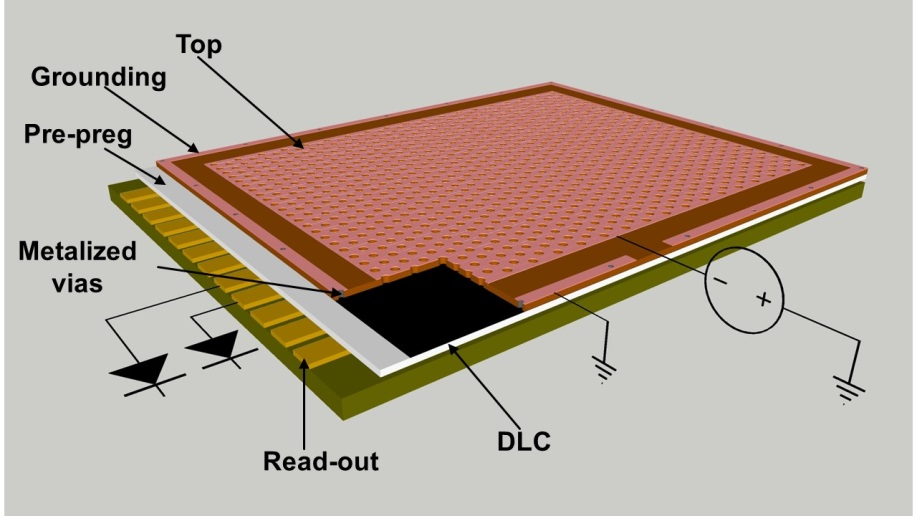 Top
Grounding
Pre-preg
Metalized
vias
DLC
Read-out